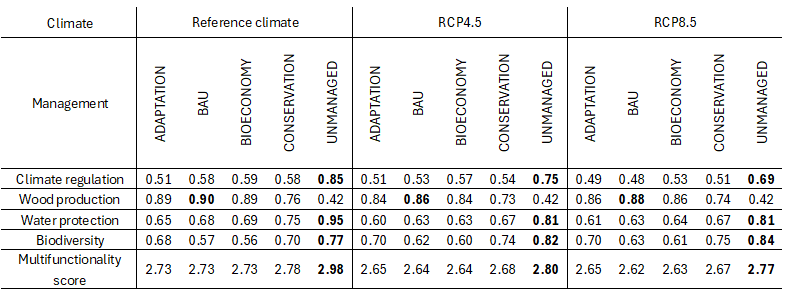 Climate Reference climate RCP4.5 RCP8.5
Management ADAPTATION BAU BIOECONOMY CONSERVATION UNMANAGED ADAPTATION BAU BIOECONOMY CONSERVATION UNMANAGED ADAPTATION BAU BIOECONOMY CONSERVATION UNMANAGED
Climate regulation 0.51 0.58 0.59 0.58 0.85 0.51 0.53 0.57 0.54 0.75 0.49 0.48 0.53 0.51 0.69
Wood production 0.89 0.90 0.89 0.76 0.42 0.84 0.86 0.84 0.73 0.42 0.86 0.88 0.86 0.74 0.42
Water protection 0.65 0.68 0.69 0.75 0.95 0.60 0.63 0.63 0.67 0.81 0.61 0.63 0.64 0.67 0.81
Biodiversity 0.68 0.57 0.56 0.70 0.77 0.70 0.62 0.60 0.74 0.82 0.70 0.63 0.61 0.75 0.84
Multifunctionality
score 2.73 2.73 2.73 2.78 2.98 2.65 2.64 2.64 2.68 2.80 2.65 2.62 2.63 2.67 2.77